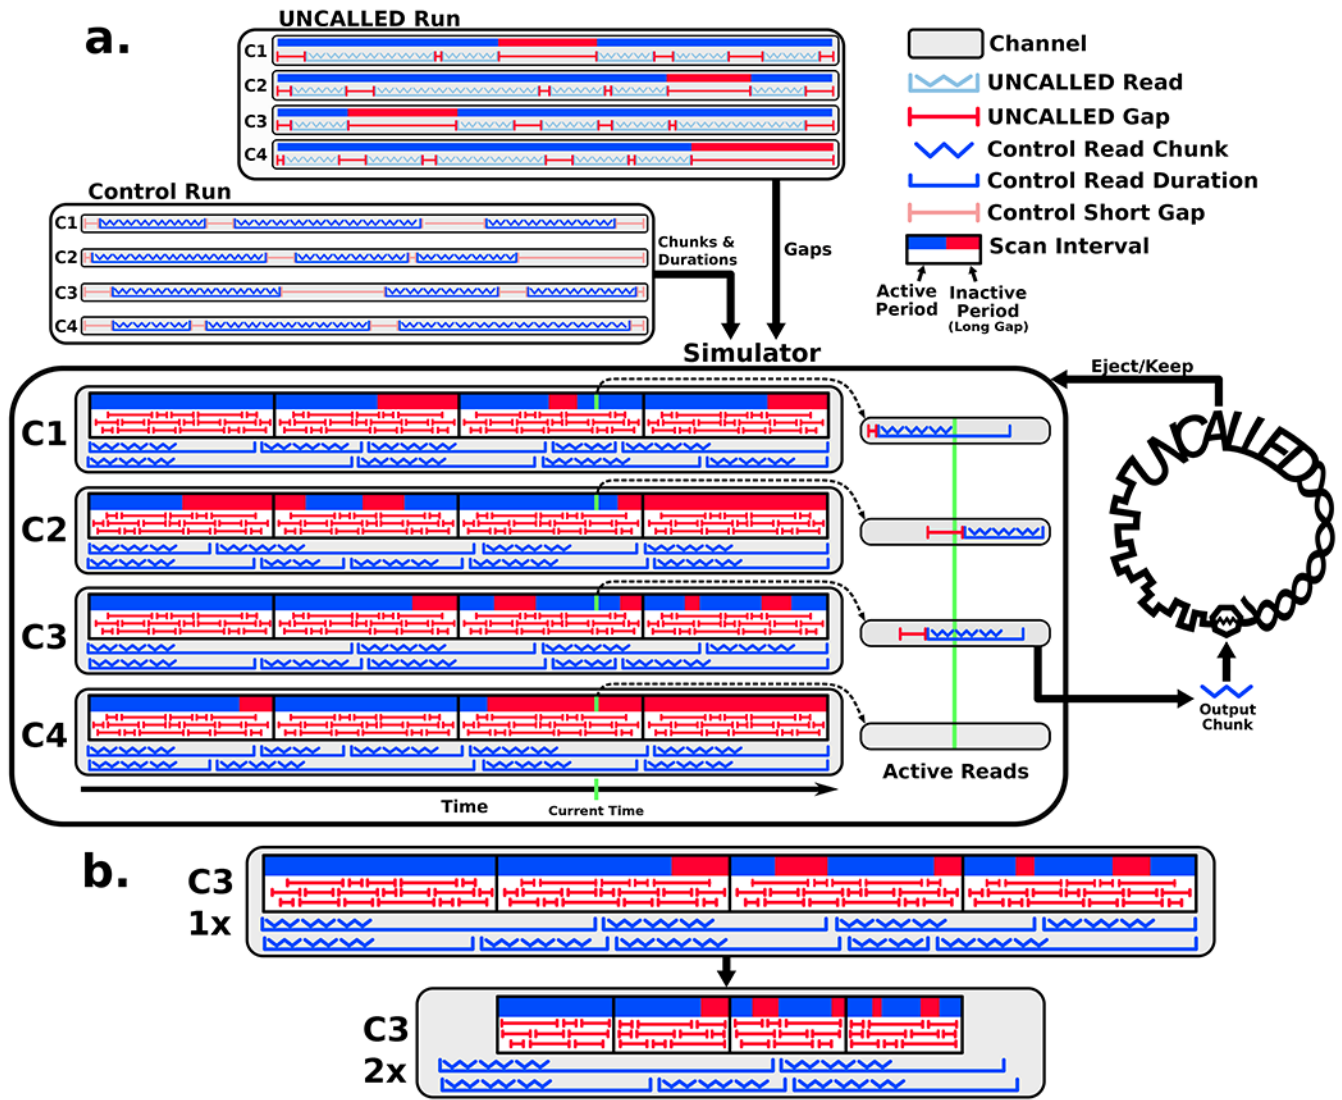 a.
UNCALLED Run
C1
C2
C3
C4
Control Run
C1
C2
C3
C4
Chunks &
Durations
Gaps
Channel
UNCALLED Read
UNCALLED Gap
Control Read Chunk
Control Read Duration
Control Short Gap
Scan Interval
Active
Period
Inactive
Period
(Long Gap)
Simulator
C1
C2
C3
C4
Time
Current Time
Active Reads
Eject/Keep
UNCALLED
Output
Chunk
b.
C3
1x
C3
2x